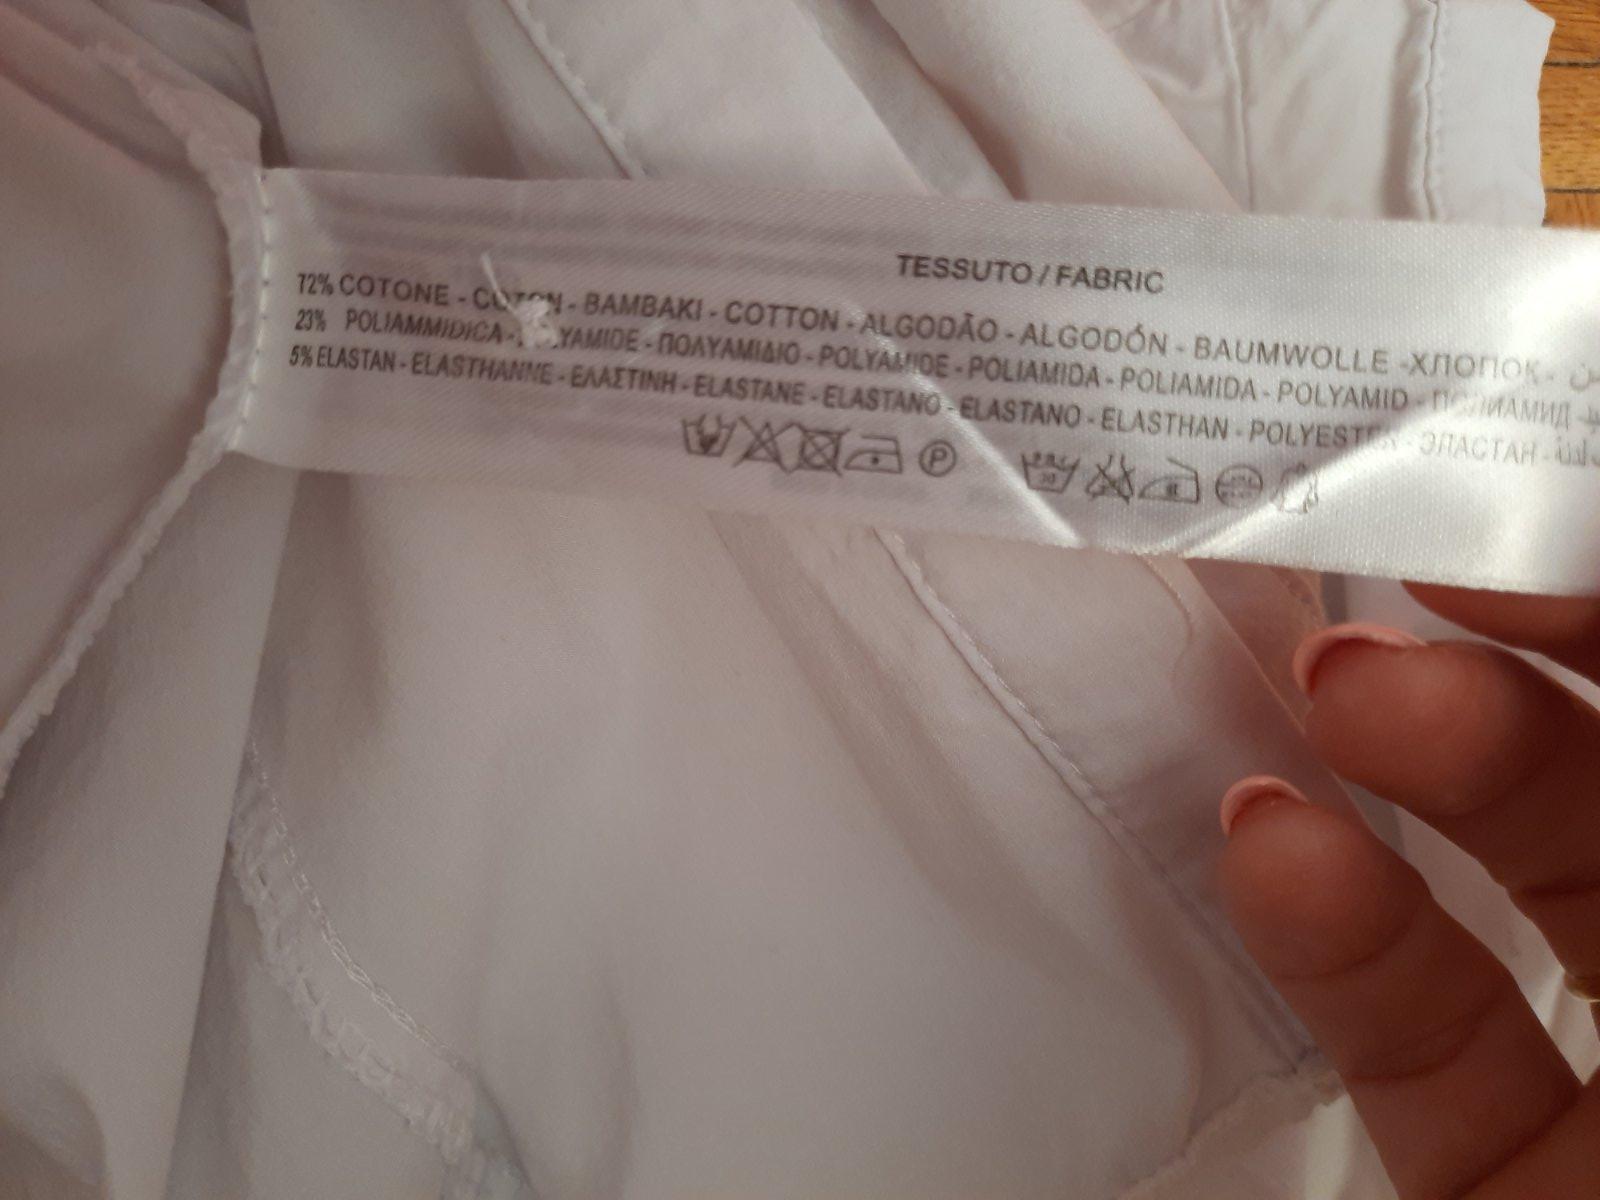 TESSUTO / FABRIC
72% COTONE - COTON - BAMBAKI - COTTON - ALGODÃO - ALGODÓN - BAUMWOLLE -ХЛОПОК -
23% POLIAMMIDICA - POLYAMIDE - ΠΟΛΥΑΜΙΔΙΟ - POLYAMIDE - POLIAMIDA - POLIAMIDA - POLYAMID - ПОЛИАМИД
5% ELASTAN - ELASTHANNE - ΕΛΑΣΤΙΝΗ - ELASTANE - ELASTANO - ELASTANO - ELASTHAN - POLYESTER - ЭЛАСТАН -
P
30